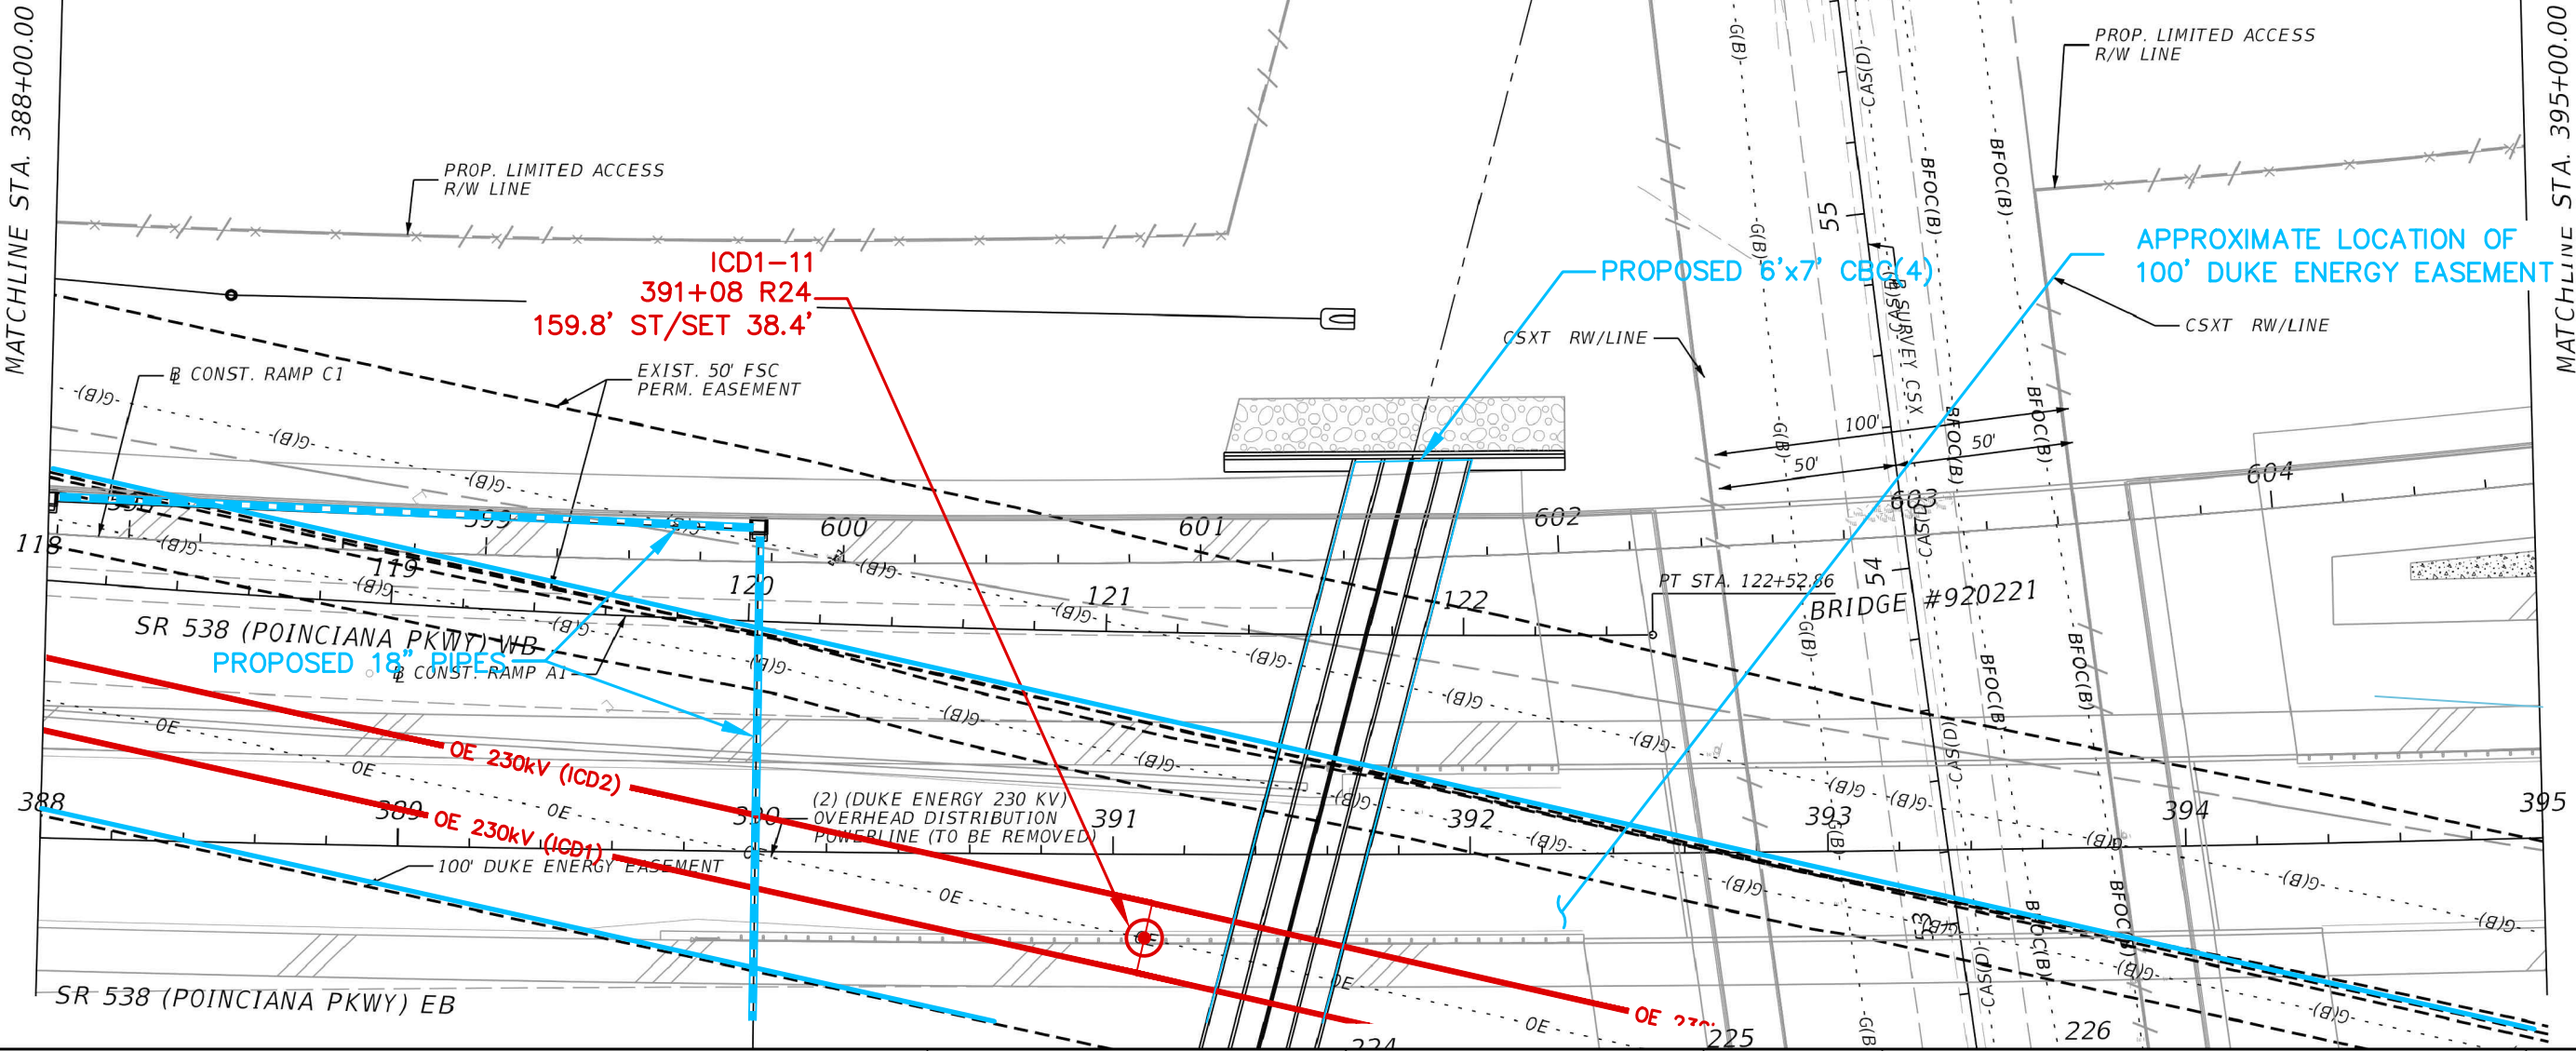 MATCHLINE STA. 388+00.00
MATCHLINE STA. 395+00.00
PROP. LIMITED ACCESS
R/W LINE
PROP. LIMITED ACCESS
R/W LINE
ICD1-11
391+08 R24
159.8' ST/SET 38.4'
PROPOSED 6'x7' CBC(4)
APPROXIMATE LOCATION OF
100' DUKE ENERGY EASEMENT
CSXT RW/LINE
CSXT RW/LINE
EXIST. 50' FSC
PERM. EASEMENT
℄ CONST. RAMP C1
B SURVEY CSX
55
54
53
100'
50'
50'
599
600
601
602
603
604
118
119
120
121
122
PT STA. 122+52.86
BRIDGE #920221
SR 538 (POINCIANA PKWY) WB
PROPOSED 18" PIPES
CONST. RAMP A1
OE 230kV (ICD2)
OE 230kV (ICD1)
(2) (DUKE ENERGY 230 KV)
OVERHEAD DISTRIBUTION
POWERLINE (TO BE REMOVED)
100' DUKE ENERGY EASEMENT
388
389
390
391
392
393
394
395
SR 538 (POINCIANA PKWY) EB
225
226
G(B)
BFOC(B)
CAS(D)
OE